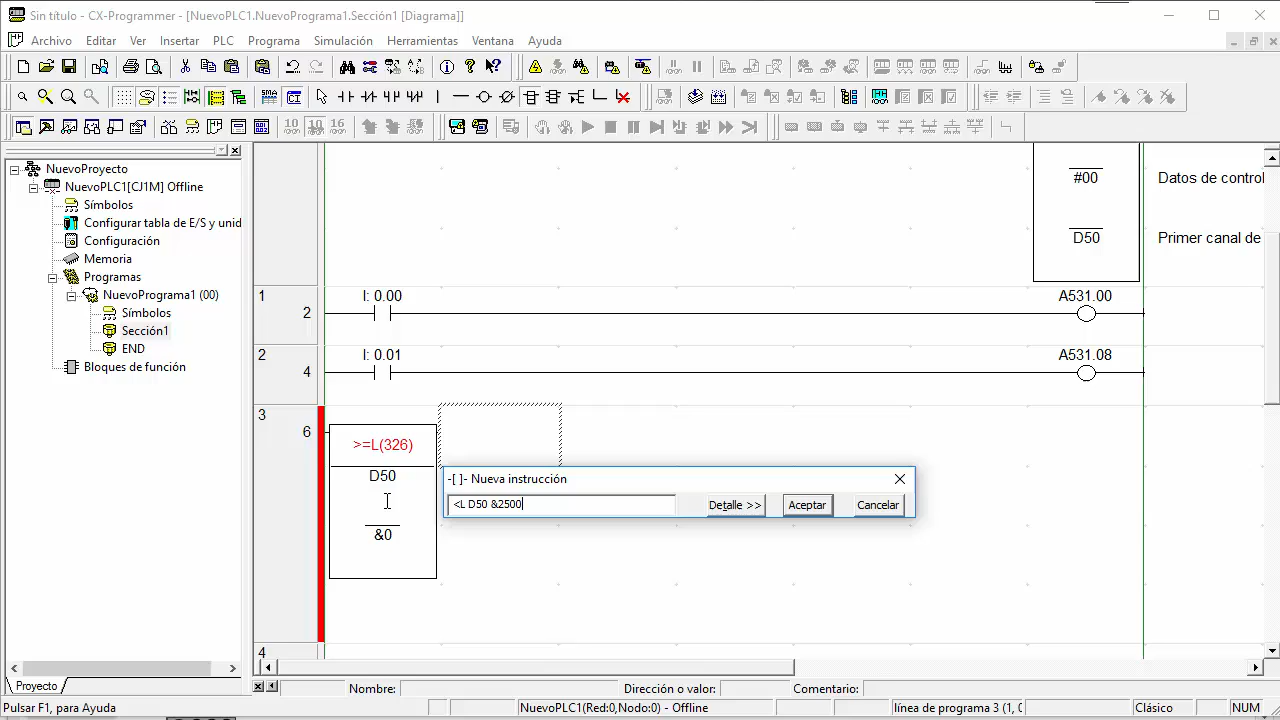 Sin título - CX-Programmer - [NuevoPLC1.NuevoPrograma1.Sección1 [Diagrama]]
Archivo Editar Ver Insertar PLC Programa Simulación Herramientas Ventana Ayuda
10 10 16
NuevoProyecto
NuevoPLC1[CJ1M] Offline
Símbolos
Configurar tabla de E/S y unid
Configuración
Memoria
Programas
NuevoPrograma1 (00)
Símbolos
Sección1
END
Bloques de función
Proyecto
#00
Datos de control
D50
Primer canal de
1
I: 0.00
A531.00
2
2
I: 0.01
A531.08
4
3
6
>=L(326)
D50
&0
-[ ]- Nueva instrucción
<L D50 &2500
Detalle >>
Aceptar
Cancelar
4
Nombre:
Dirección o valor:
Comentario:
Pulsar F1, para Ayuda
NuevoPLC1(Red:0,Nodo:0) - Offline
línea de programa 3 (1, 0
Clásico
NUM